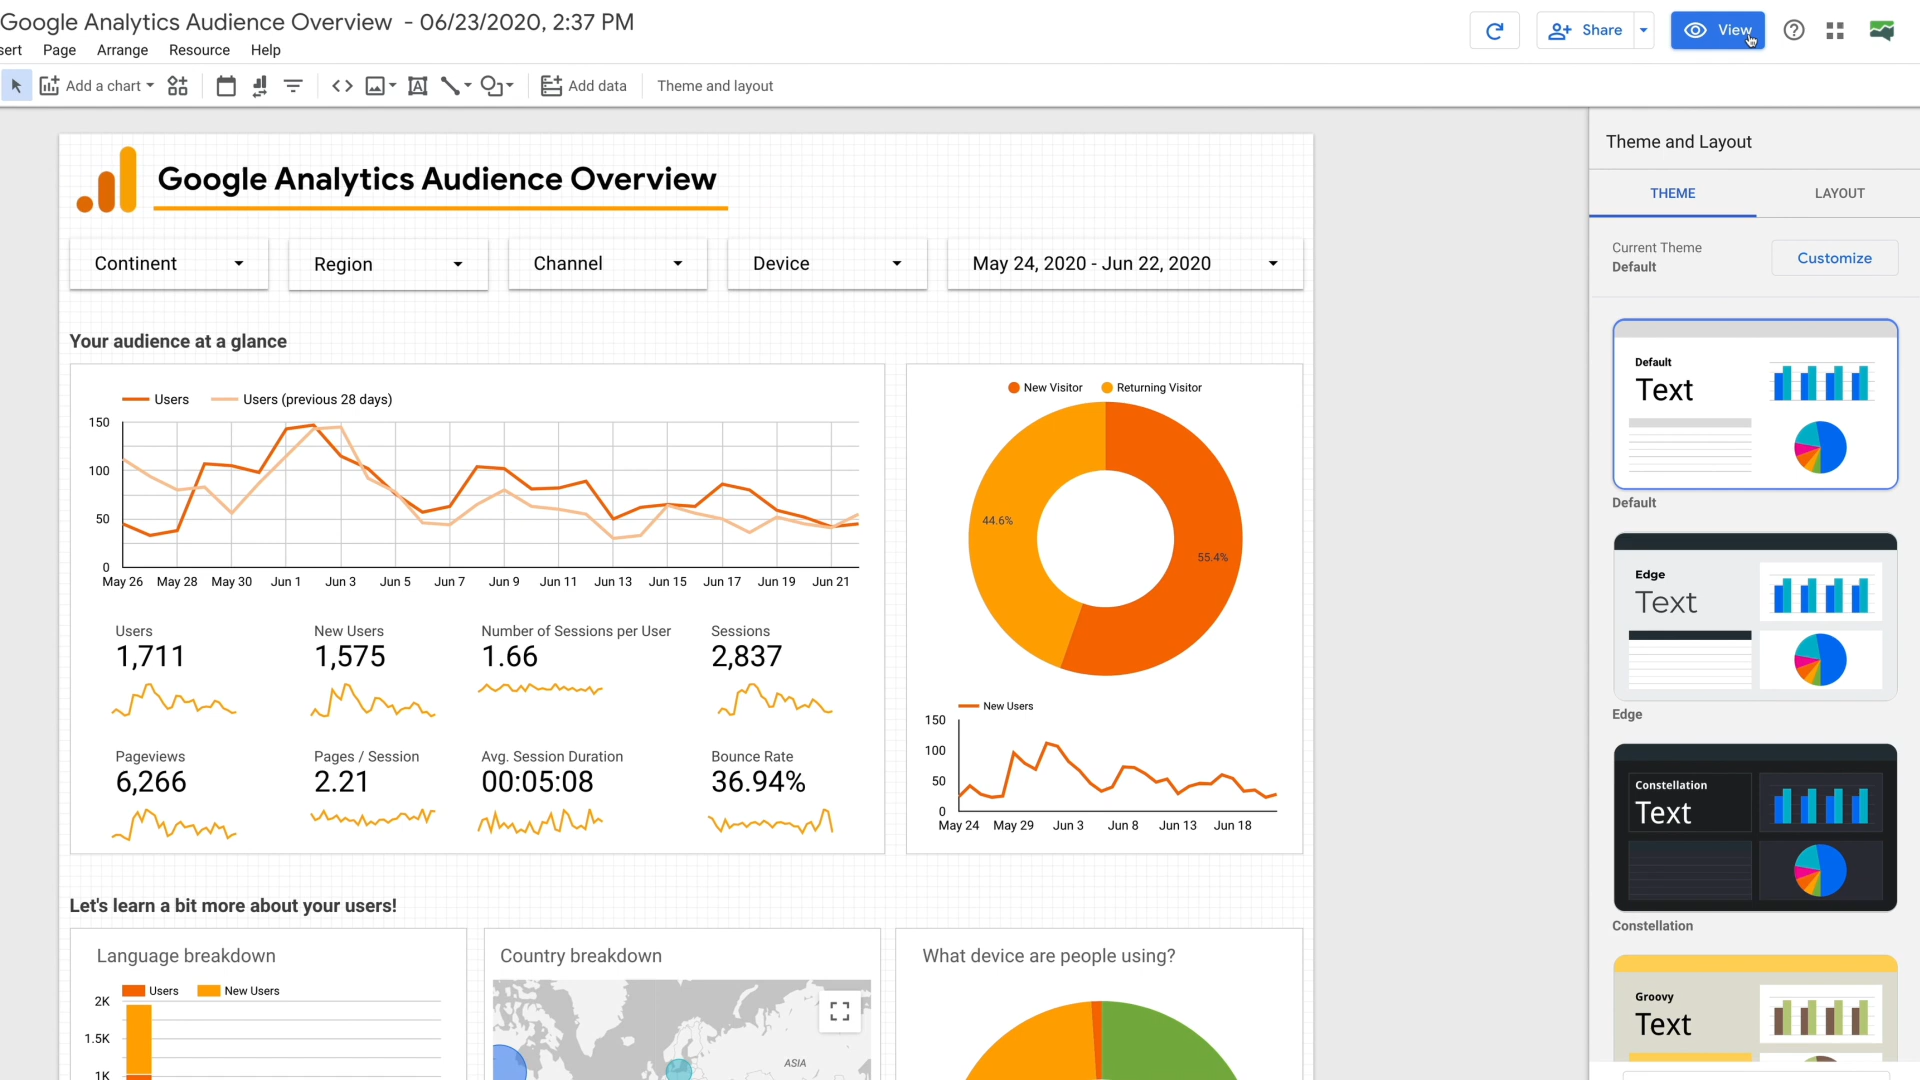 Google Analytics Audience Overview - 06/23/2020, 2:37 PM
Share
View
sert Page Arrange Resource Help
Add a chart
Add data
Theme and layout
Google Analytics Audience Overview
Continent
Region
Channel
Device
May 24, 2020 - Jun 22, 2020
Your audience at a glance
Users Users (previous 28 days)
150
100
50
0
May 26 May 28 May 30 Jun 1 Jun 3 Jun 5 Jun 7 Jun 9 Jun 11 Jun 13 Jun 15 Jun 17 Jun 19 Jun 21
Users New Users Number of Sessions per User Sessions
1,711 1,575 1.66 2,837
Pageviews Pages / Session Avg. Session Duration Bounce Rate
6,266 2.21 00:05:08 36.94%
New Visitor Returning Visitor
44.6%
55.4%
New Users
150
100
50
0
May 24 May 29 Jun 3 Jun 8 Jun 13 Jun 18
Let's learn a bit more about your users!
Language breakdown
Users New Users
2K
1.5K
1K
Country breakdown
ASIA
What device are people using?
Theme and Layout
THEME LAYOUT
Current Theme
Default
Customize
Default
Text
Default
Edge
Text
Edge
Constellation
Text
Constellation
Groovy
Text